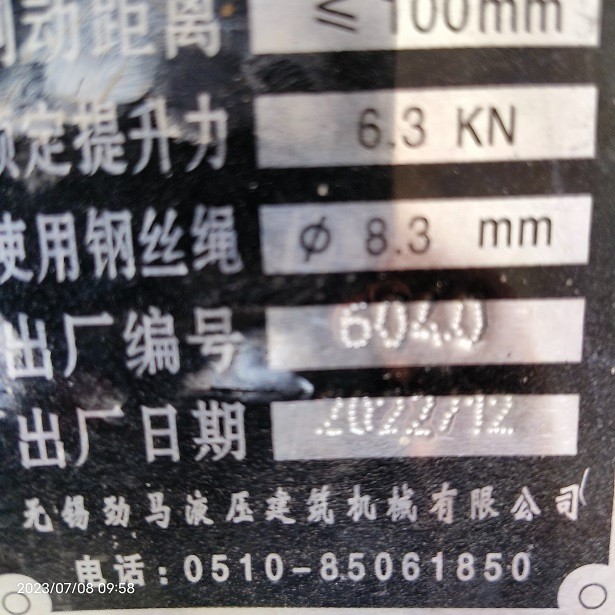 制动距离 ≤ 100mm
额定提升力 6.3 KN
使用钢丝绳 ϕ 8.3 mm
出厂编号 6040
出厂日期 2022/12
无锡劲马液压建筑机械有限公司
电话:0510-85061850
2023/07/08 09:58